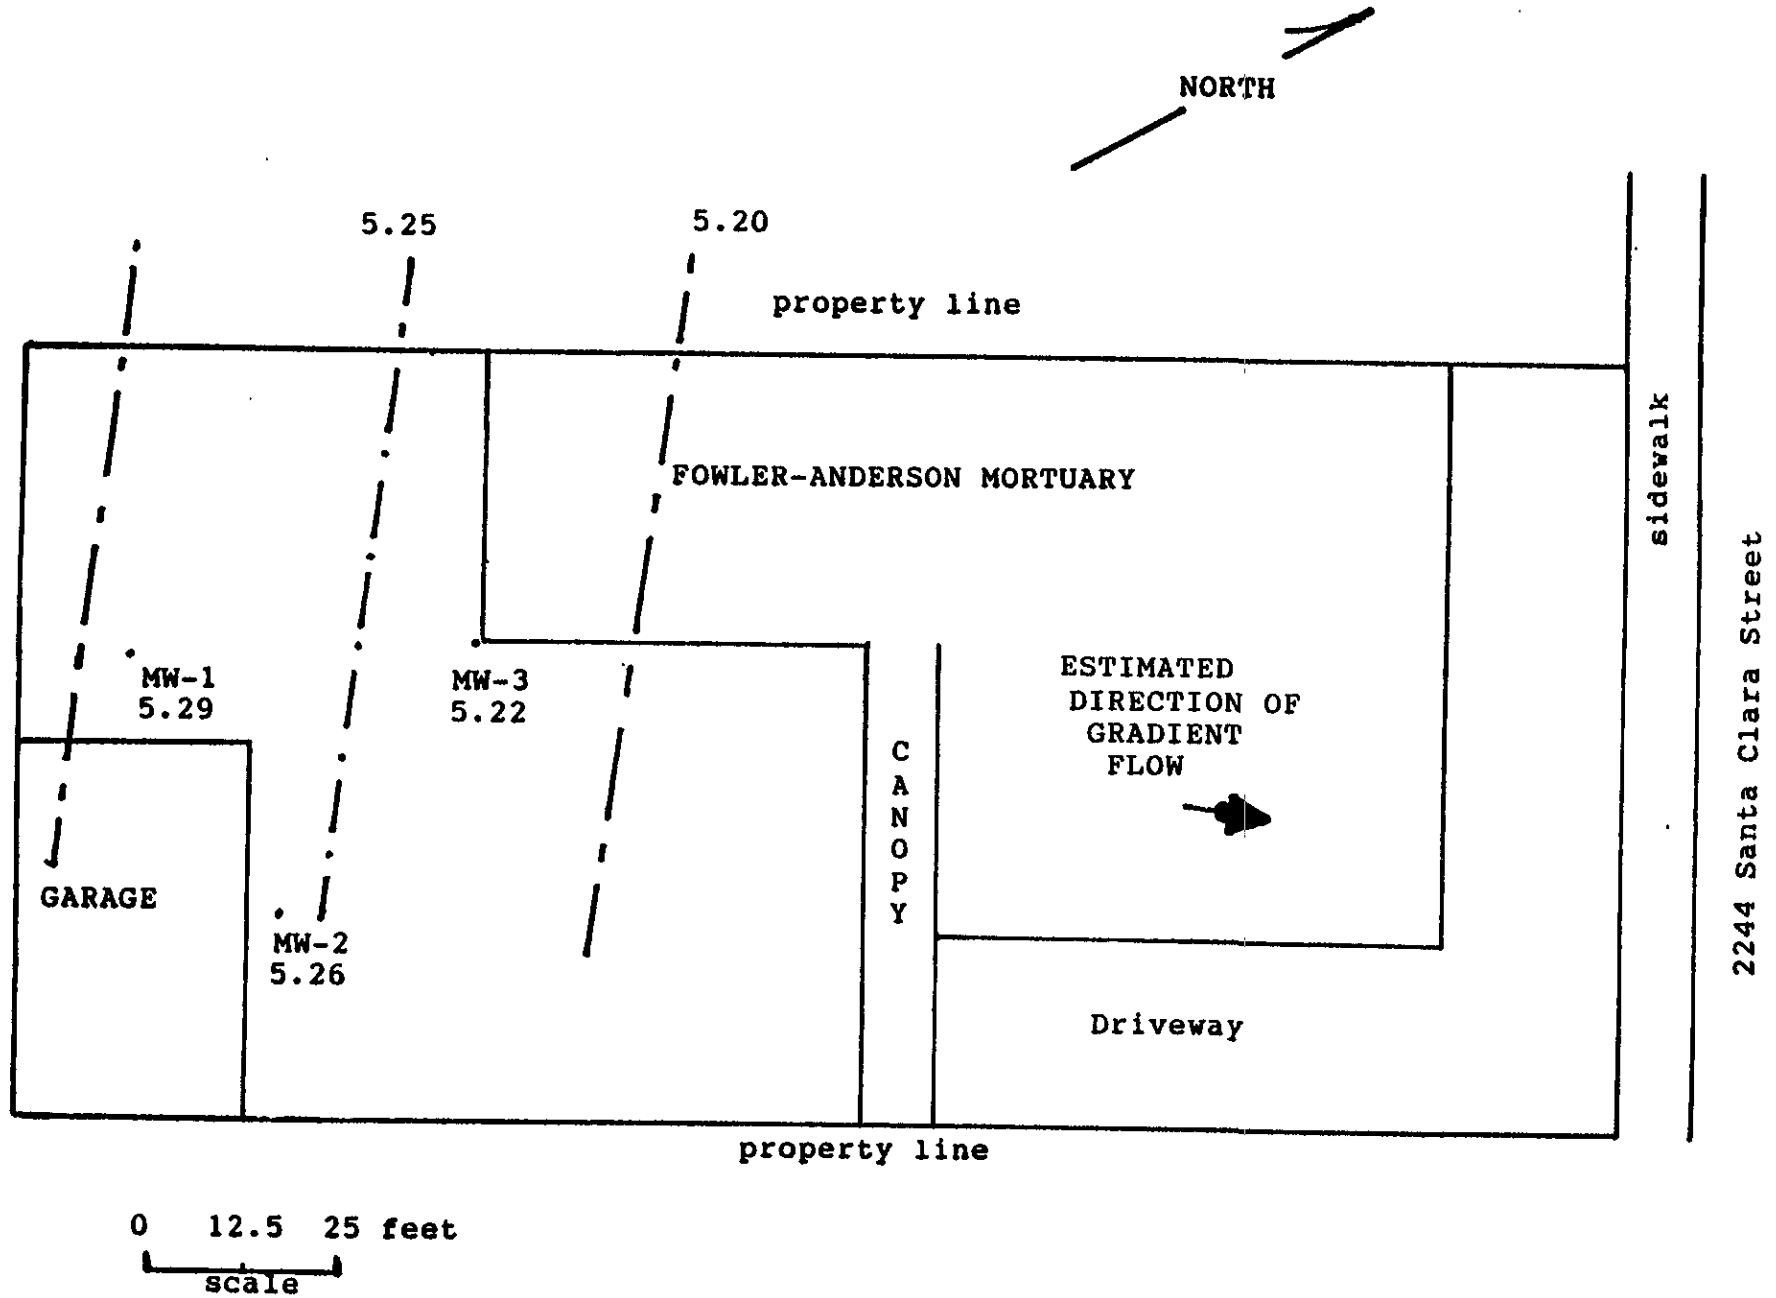 NORTH
5.25
5.20
property line
sidewalk
FOWLER-ANDERSON MORTUARY
2244 Santa Clara Street
MW-1
5.29
MW-3
5.22
ESTIMATED
DIRECTION OF
GRADIENT
FLOW
CANOPY
GARAGE
MW-2
5.26
Driveway
property line
0 12.5 25 feet
scale